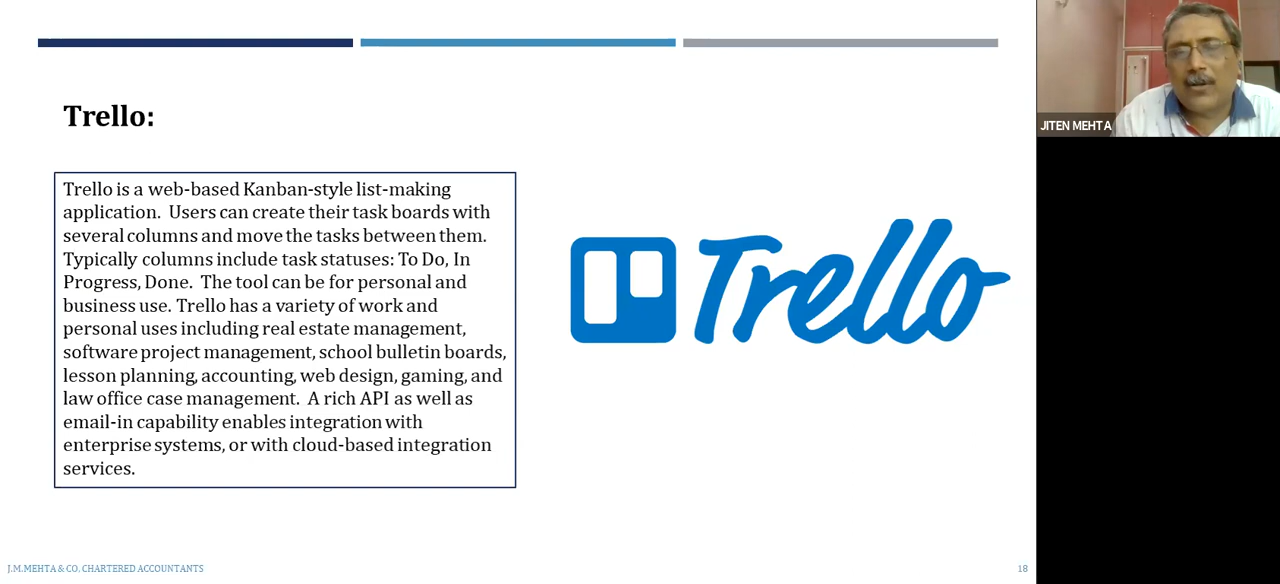 Trello:
Trello is a web-based Kanban-style list-making
application.  Users can create their task boards with
several columns and move the tasks between them.
Typically columns include task statuses: To Do, In
Progress, Done.  The tool can be for personal and
business use. Trello has a variety of work and
personal uses including real estate management,
software project management, school bulletin boards,
lesson planning, accounting, web design, gaming, and
law office case management.  A rich API as well as
email-in capability enables integration with
enterprise systems, or with cloud-based integration
services.
Trello
J.M.MEHTA & CO. CHARTERED ACCOUNTANTS
18
JITEN MEHTA